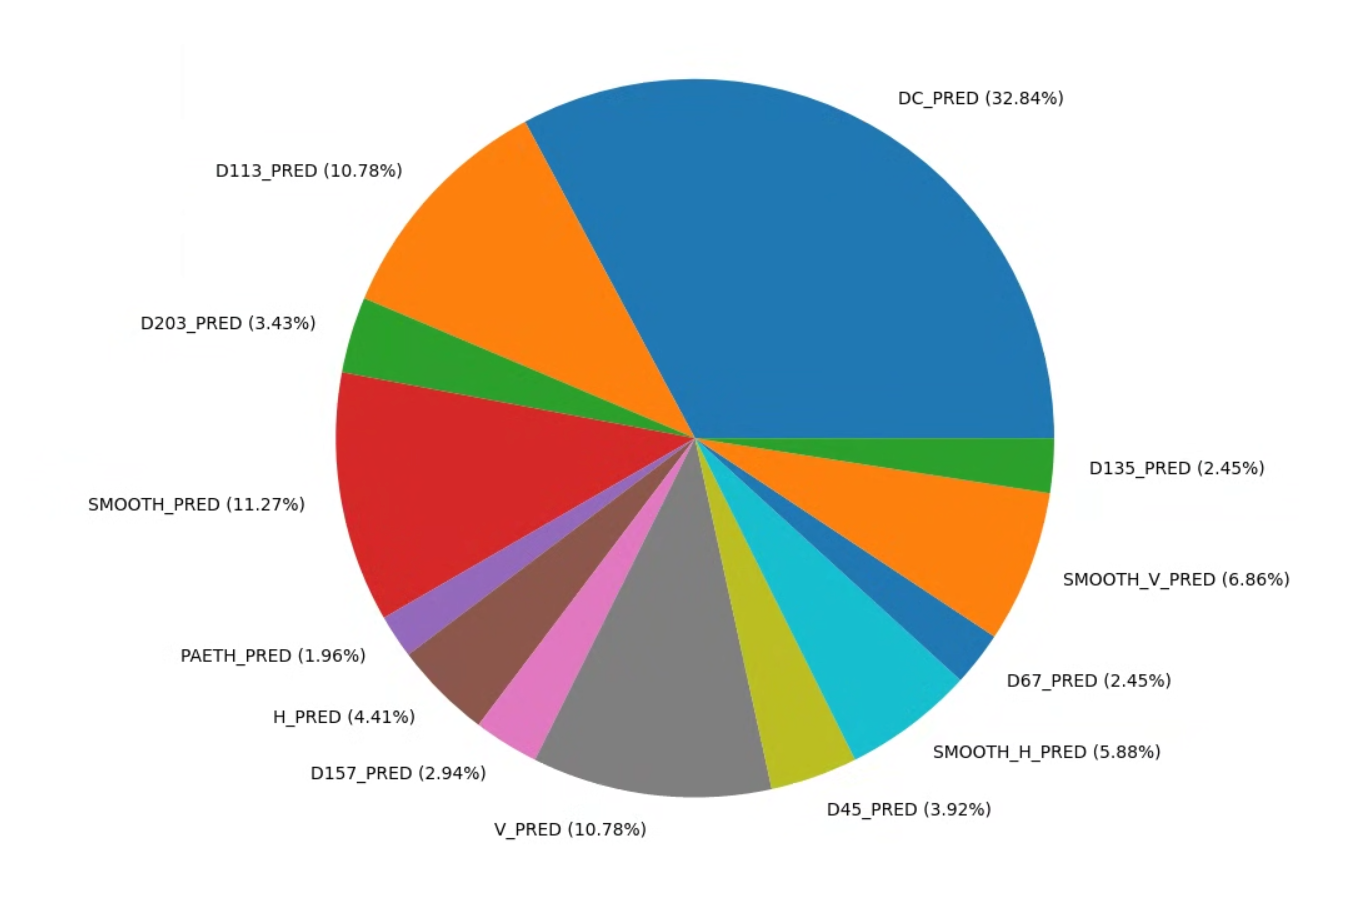 DC_PRED (32.84%)
D113_PRED (10.78%)
D203_PRED (3.43%)
D135_PRED (2.45%)
SMOOTH_PRED (11.27%)
SMOOTH_V_PRED (6.86%)
PAETH_PRED (1.96%)
D67_PRED (2.45%)
H_PRED (4.41%)
SMOOTH_H_PRED (5.88%)
D157_PRED (2.94%)
D45_PRED (3.92%)
V_PRED (10.78%)